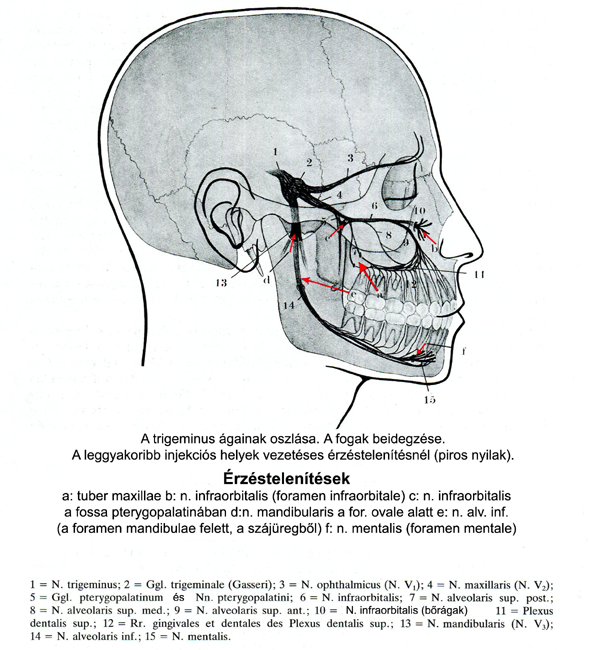 1
2
3
4
5
6
10
8
9
7
c
b
11
12
13
d
a
e
14
f
15
A trigeminus ágainak oszlása. A fogak beidegzése.
A leggyakoribb injekciós helyek vezetéses érzéstelenítésnél (piros nyilak).
Érzéstelenítések
a: tuber maxillae b: n. infraorbitalis (foramen infraorbitale) c: n. infraorbitalis
a fossa pterygopalatinában d:n. mandibularis a for. ovale alatt e: n. alv. inf.
(a foramen mandibulae felett, a szájüregből) f: n. mentalis (foramen mentale)
1 = N. trigeminus; 2 = Ggl. trigeminale (Gasseri); 3 = N. ophthalmicus (N. V₁); 4 = N. maxillaris (N. V₂);
5 = Ggl. pterygopalatinum és Nn. pterygopalatini; 6 = N. infraorbitalis; 7 = N. alveolaris sup. post.;
8 = N. alveolaris sup. med.; 9 = N. alveolaris sup. ant.; 10 = N. infraorbitalis (bőrágak) 11 = Plexus
dentalis sup.; 12 = Rr. gingivales et dentales des Plexus dentalis sup.; 13 = N. mandibularis (N. V₃);
14 = N. alveolaris inf.; 15 = N. mentalis.